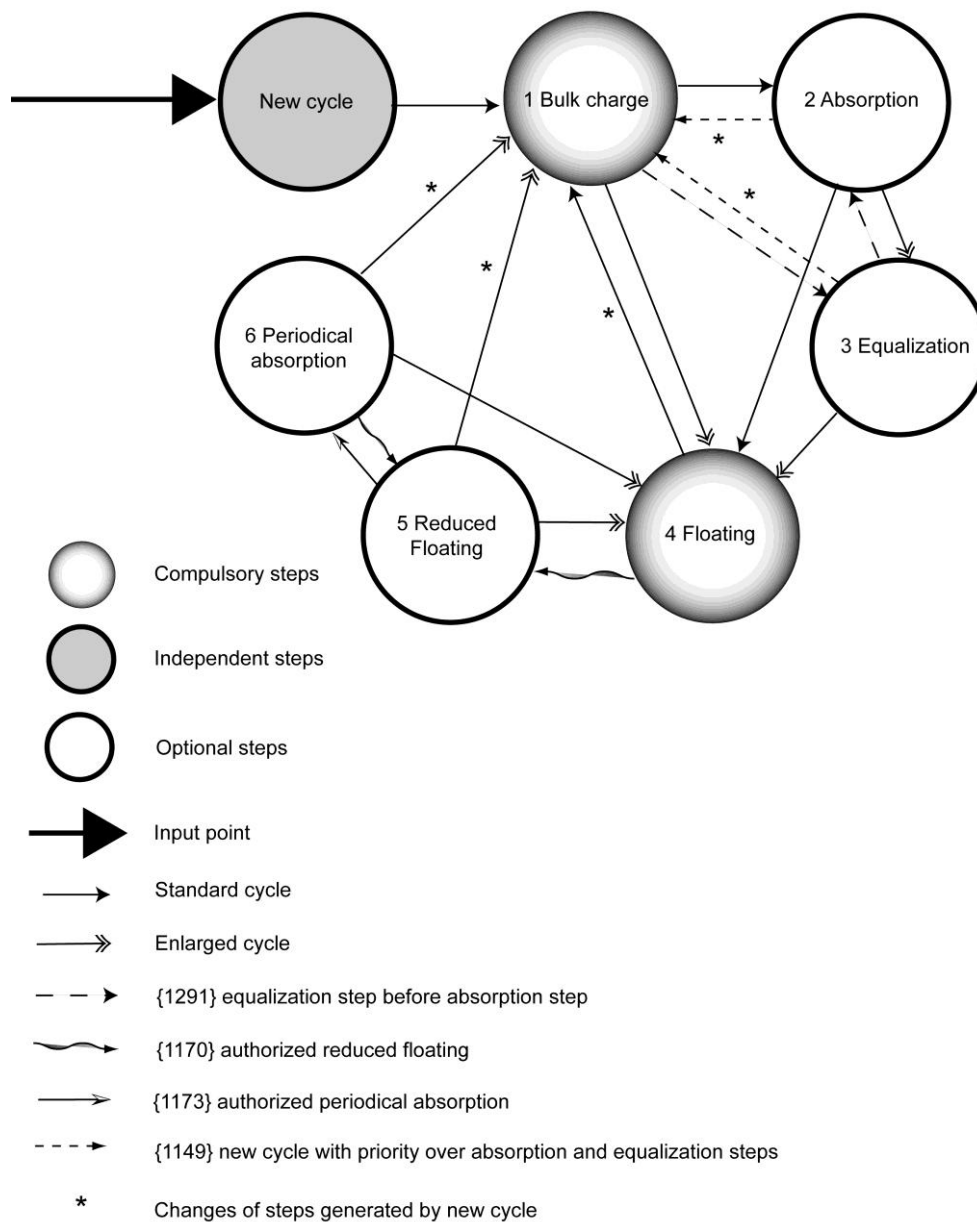 New cycle
1 Bulk charge
2 Absorption
*
*
*
*
*
6 Periodical
absorption
3 Equalization
5 Reduced
Floating
4 Floating
Compulsory steps
Independent steps
Optional steps
Input point
Standard cycle
Enlarged cycle
{1291} equalization step before absorption step
{1170} authorized reduced floating
{1173} authorized periodical absorption
{1149} new cycle with priority over absorption and equalization steps
* Changes of steps generated by new cycle